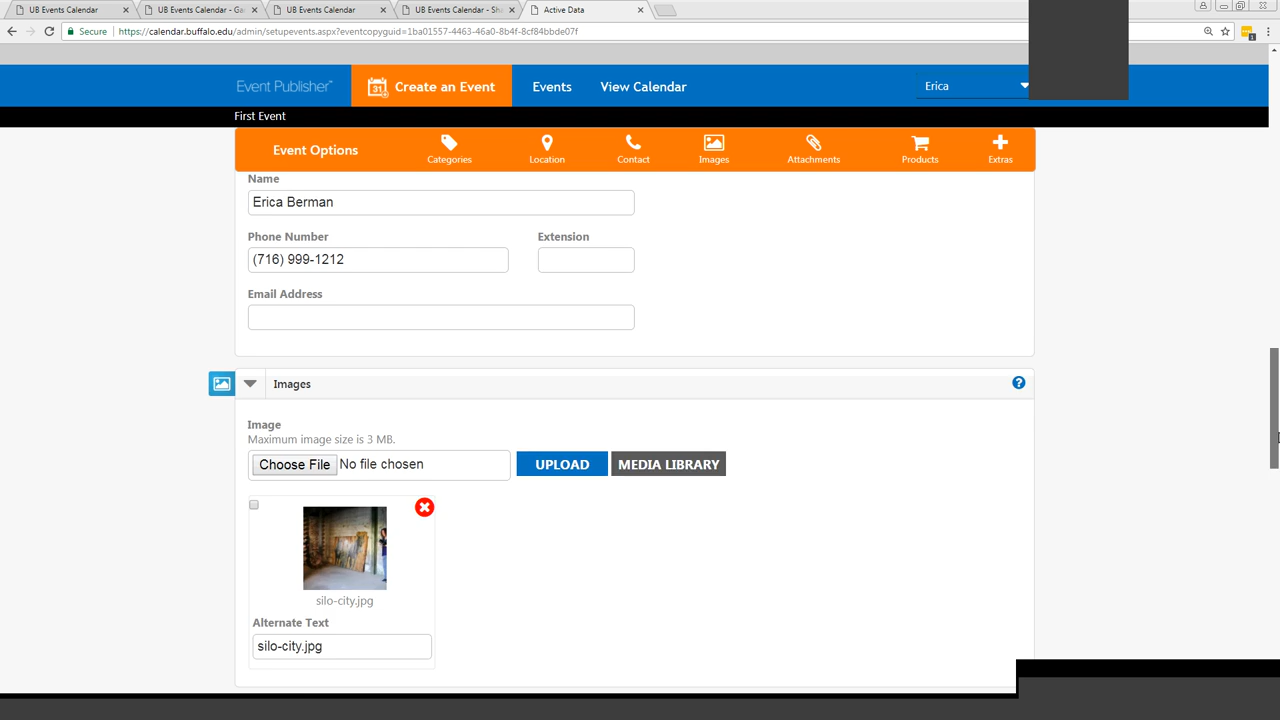 UB Events Calendar
UB Events Calendar - Ga
UB Events Calendar
UB Events Calendar - Sh
Active Data
Secure
https://calendar.buffalo.edu/admin/setupevents.aspx?eventcopyguid=1ba01557-4463-46a0-8b4f-8cf84bbde07f
Event Publisher™
31
Create an Event
Events
View Calendar
Erica
First Event
Event Options
Categories
Location
Contact
Images
Attachments
Products
Extras
Name
Erica Berman
Phone Number
Extension
(716) 999-1212
Email Address
Images
?
Image
Maximum image size is 3 MB.
Choose File No file chosen
UPLOAD
MEDIA LIBRARY
silo-city.jpg
Alternate Text
silo-city.jpg